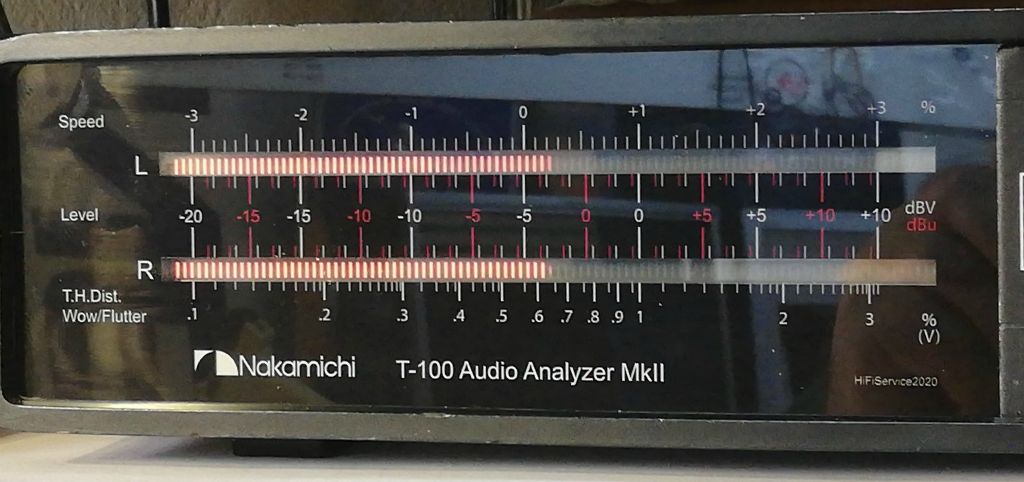 -3 -2 -1 0 +1 +2 +3 %
Speed
L
Level -20 -15 -15 -10 -10 -5 -5 0 0 +5 +5 +10 +10 dBV
dBu
R
T.H.Dist.
Wow/Flutter .1 .2 .3 .4 .5 .6 .7 .8 .9 1 2 3 %
(V)
Nakamichi T-100 Audio Analyzer MkII
HiFiService2020